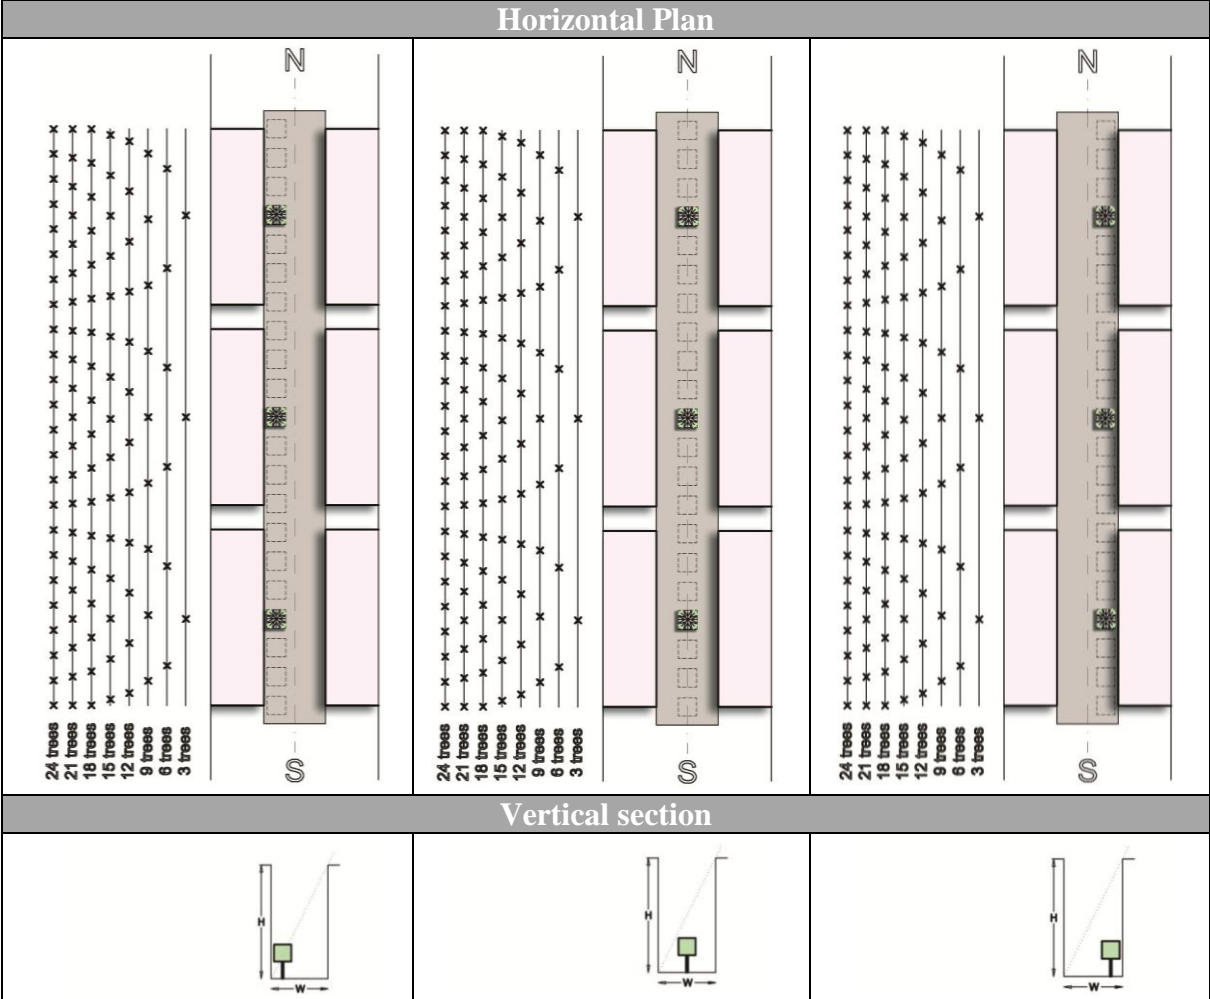 Horizontal Plan
N
N
N
24 trees
21 trees
18 trees
15 trees
12 trees
9 trees
6 trees
3 trees
S
24 trees
21 trees
18 trees
15 trees
12 trees
9 trees
6 trees
3 trees
S
24 trees
21 trees
18 trees
15 trees
12 trees
9 trees
6 trees
3 trees
S
Vertical section
H
W
H
W
H
W